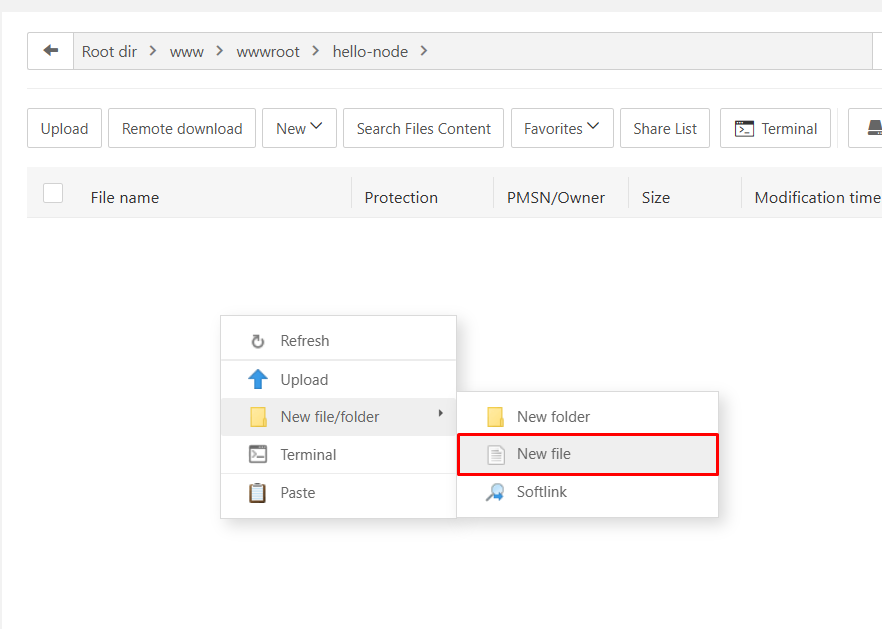 Root dir > www > wwwroot > hello-node >
Upload Remote download New Search Files Content Favorites Share List Terminal
File name Protection PMSN/Owner Size Modification time
Refresh
Upload
New file/folder
Terminal
Paste
New folder
New file
Softlink